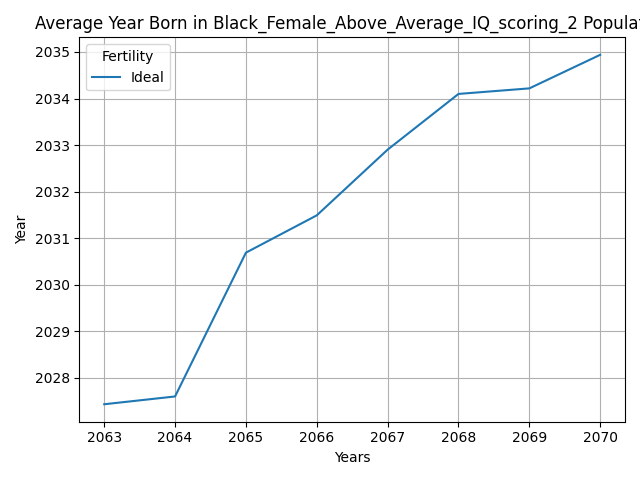 Average Year Born in Black_Female_Above_Average_IQ_scoring_2 Populat
Fertility
Ideal
2035
2034
2033
2032
2031
2030
2029
2028
Year
2063 2064 2065 2066 2067 2068 2069 2070
Years